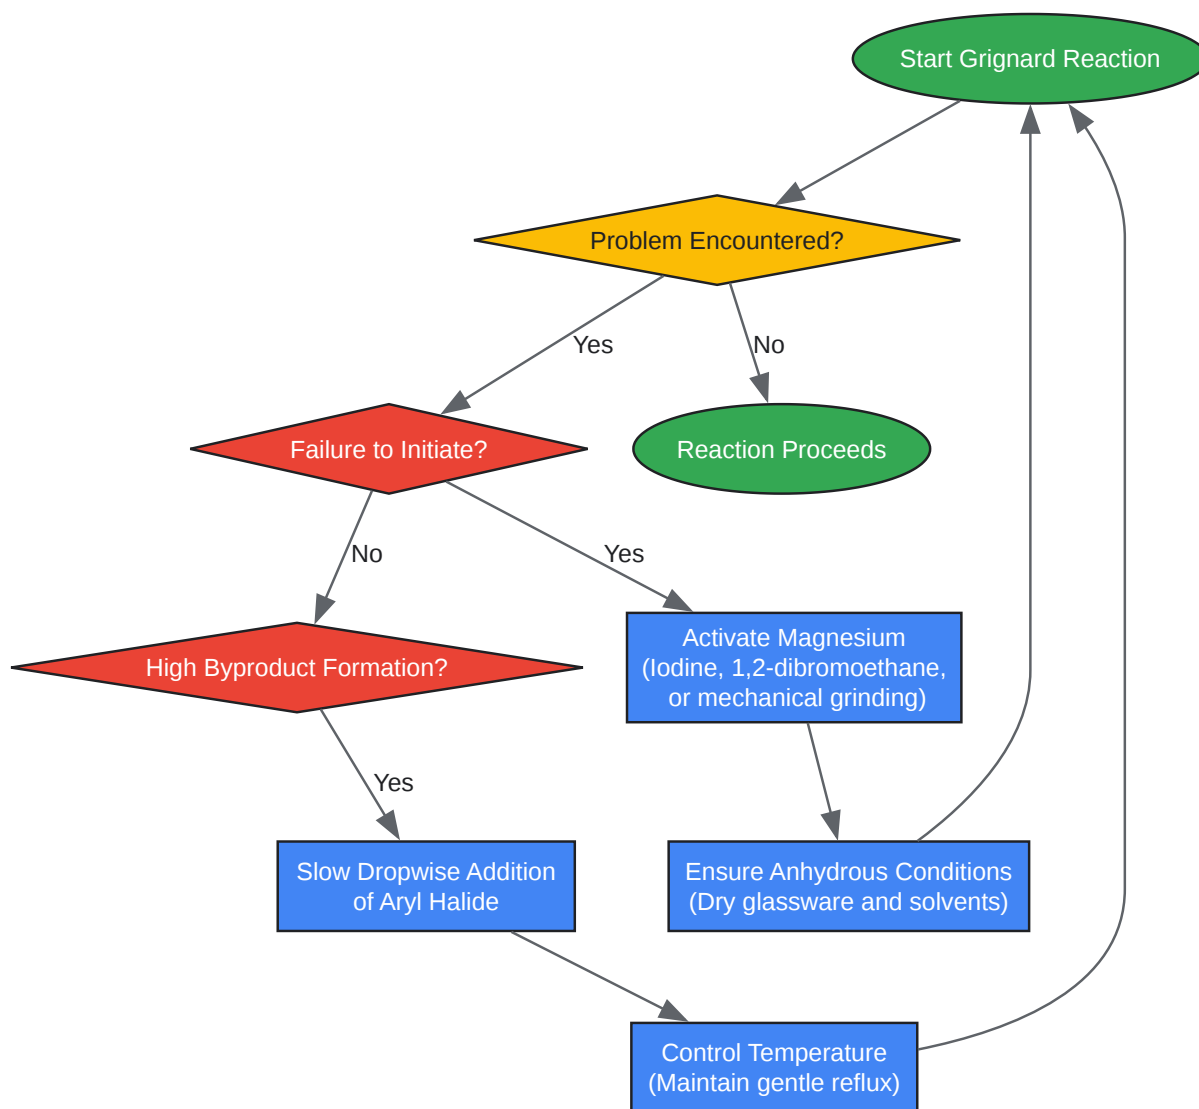 Start Grignard Reaction
Problem Encountered?
Yes
No
Failure to Initiate?
Reaction Proceeds
No
Yes
Activate Magnesium
(Iodine, 1,2-dibromoethane,
or mechanical grinding)
High Byproduct Formation?
Yes
Slow Dropwise Addition
of Aryl Halide
Ensure Anhydrous Conditions
(Dry glassware and solvents)
Control Temperature
(Maintain gentle reflux)